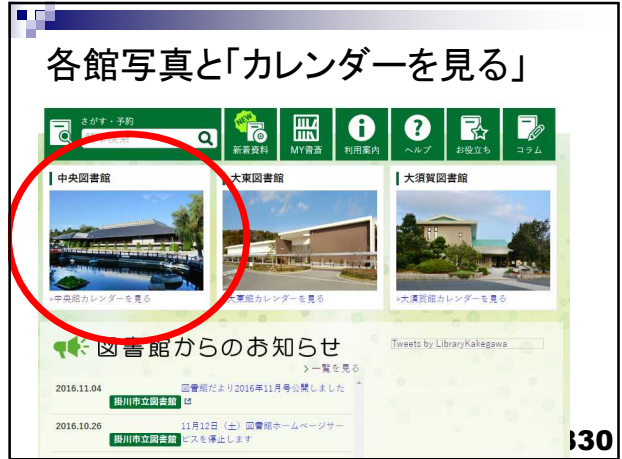 各館写真と「カレンダーを見る」
さがす・予約
NEW
新着資料
MY書斎
利用案内
ヘルプ
お役立ち
コラム
中央図書館
大東図書館
大須賀図書館
»中央館カレンダーを見る
»大東館カレンダーを見る
»大須賀館カレンダーを見る
図書館からのお知らせ
Tweets by LibraryKakegawa
>一覧を見る
2016.11.04
図書館だより2016年11月号公開しました
掛川市立図書館
2016.10.26
11月12日（土）図書館ホームページサー
掛川市立図書館 ビスを停止します
330